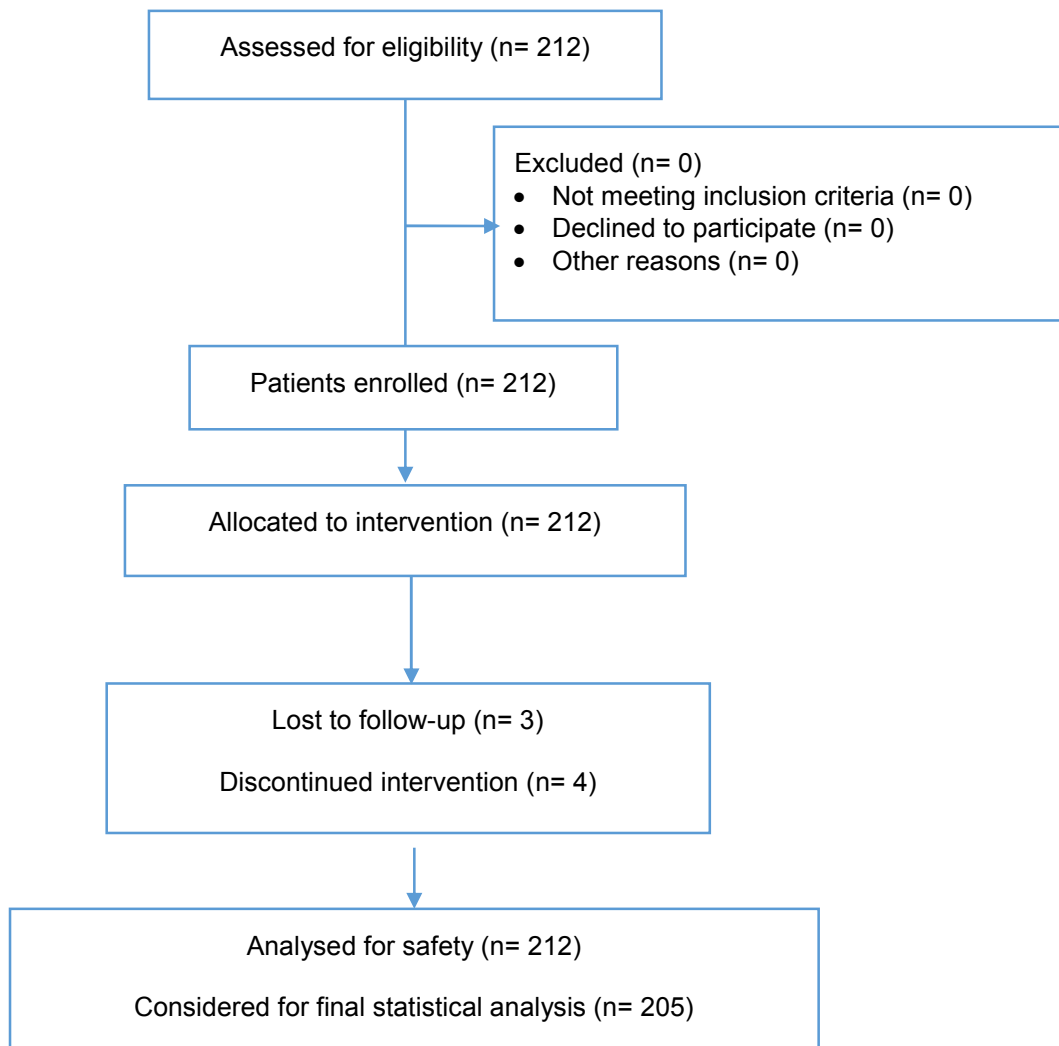 Assessed for eligibility (n= 212)
Excluded (n= 0)
• Not meeting inclusion criteria (n= 0)
• Declined to participate (n= 0)
• Other reasons (n= 0)
Patients enrolled (n= 212)
Allocated to intervention (n= 212)
Lost to follow-up (n= 3)
Discontinued intervention (n= 4)
Analysed for safety (n= 212)
Considered for final statistical analysis (n= 205)